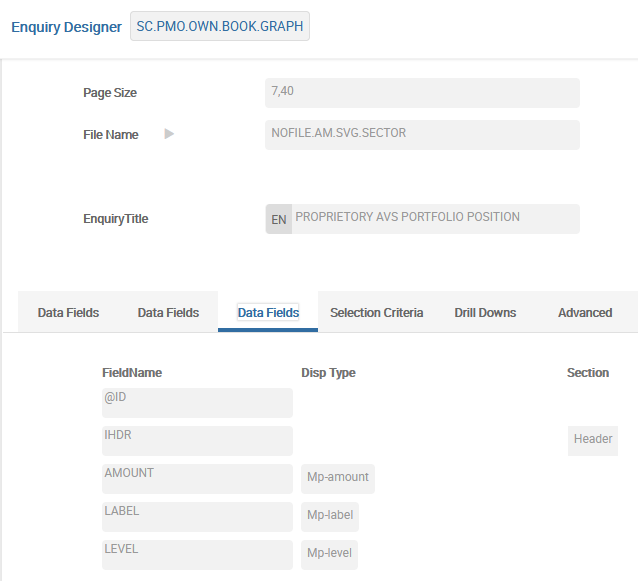 Enquiry Designer SC.PMO.OWN.BOOK.GRAPH
Page Size 7,40
File Name NOFILE.AM.SVG.SECTOR
EnquiryTitle EN PROPRIETORY AVS PORTFOLIO POSITION
Data Fields Data Fields Data Fields Selection Criteria Drill Downs Advanced
FieldName Disp Type Section
@ID
IHDR Header
AMOUNT Mp-amount
LABEL Mp-label
LEVEL Mp-level